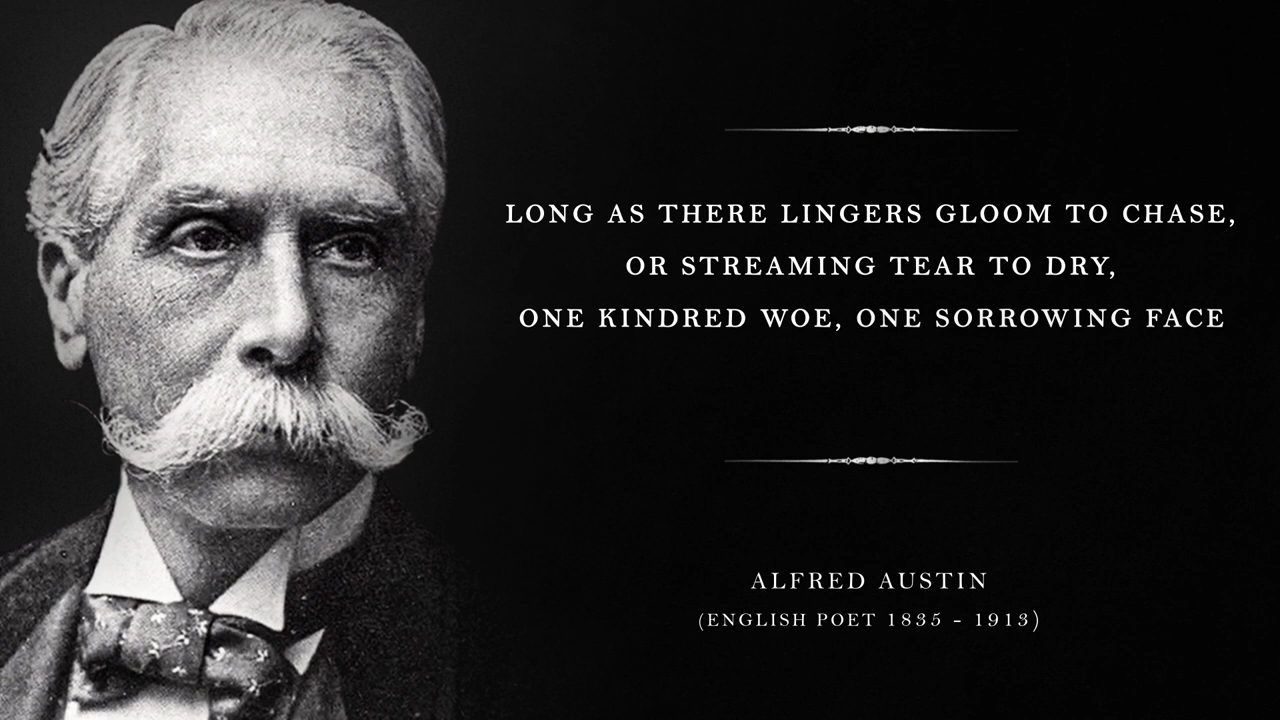 LONG AS THERE LINGERS GLOOM TO CHASE,
OR STREAMING TEAR TO DRY,
ONE KINDRED WOE, ONE SORROWING FACE
ALFRED AUSTIN
(ENGLISH POET 1835 - 1913)